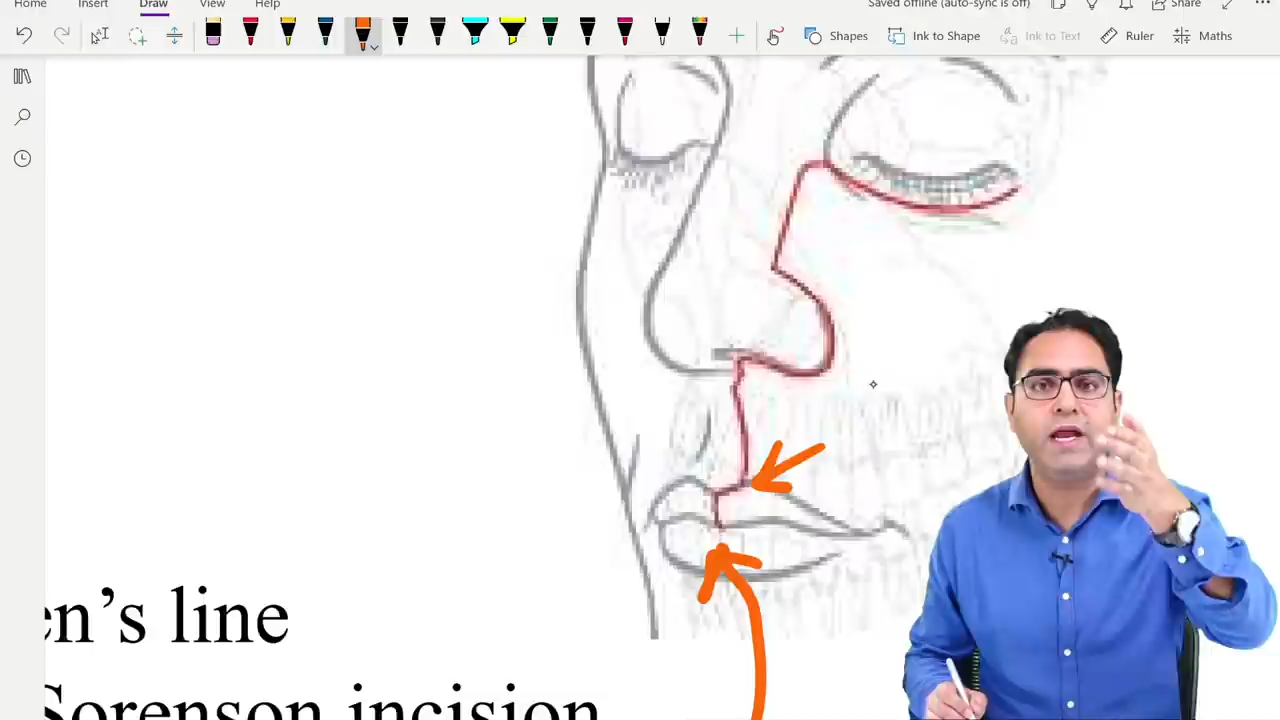 Home Insert Draw View Help Saved offline (auto-sync is off) Share
Shapes Ink to Shape Ink to Text Ruler Maths
en's line
Sorenson incision